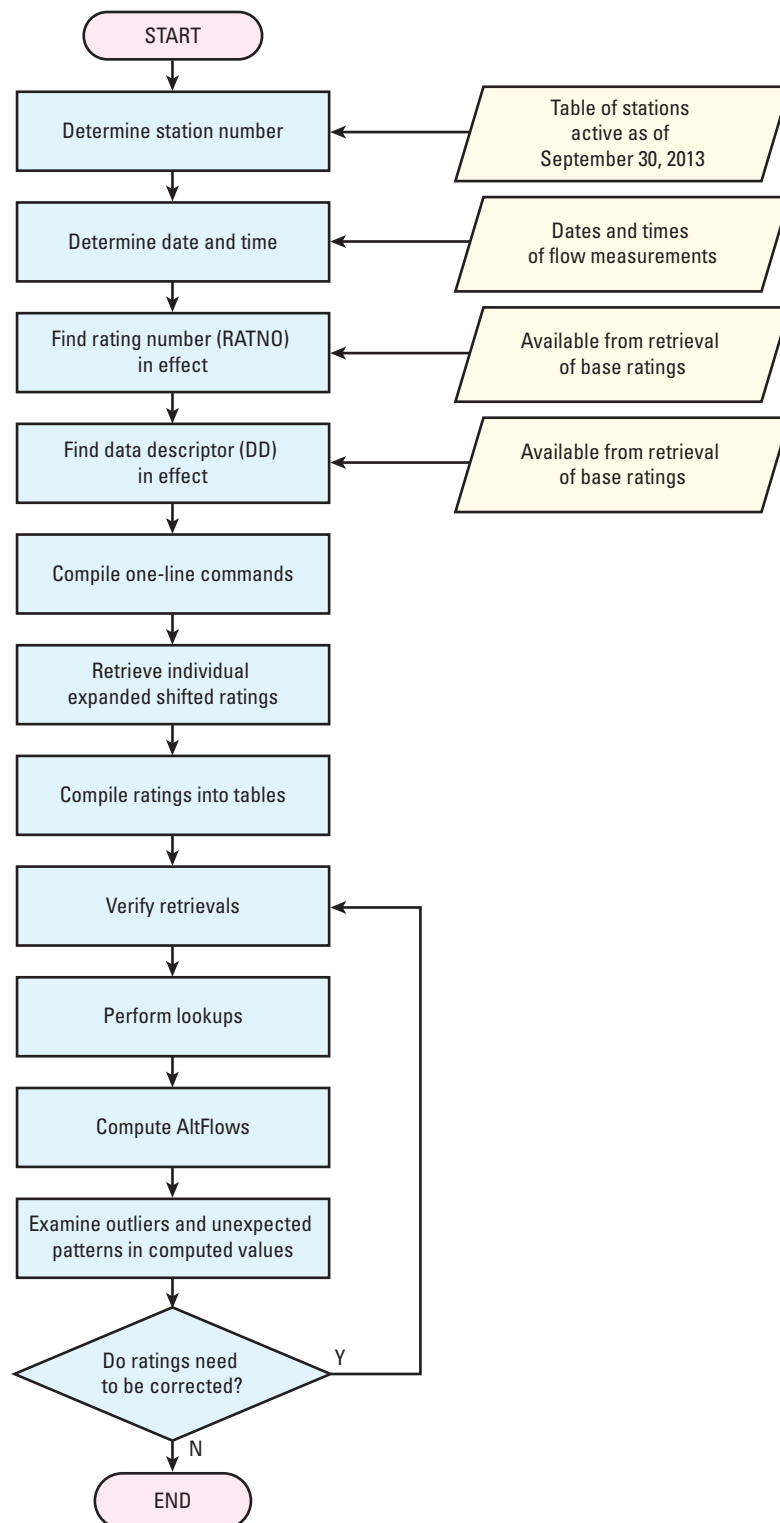 START
Determine station number
Table of stations
active as of
September 30, 2013
Determine date and time
Dates and times
of flow measurements
Find rating number (RATNO)
in effect
Available from retrieval
of base ratings
Find data descriptor (DD)
in effect
Available from retrieval
of base ratings
Compile one-line commands
Retrieve individual
expanded shifted ratings
Compile ratings into tables
Verify retrievals
Perform lookups
Compute AltFlows
Examine outliers and unexpected
patterns in computed values
Do ratings need
to be corrected?
Y
N
END